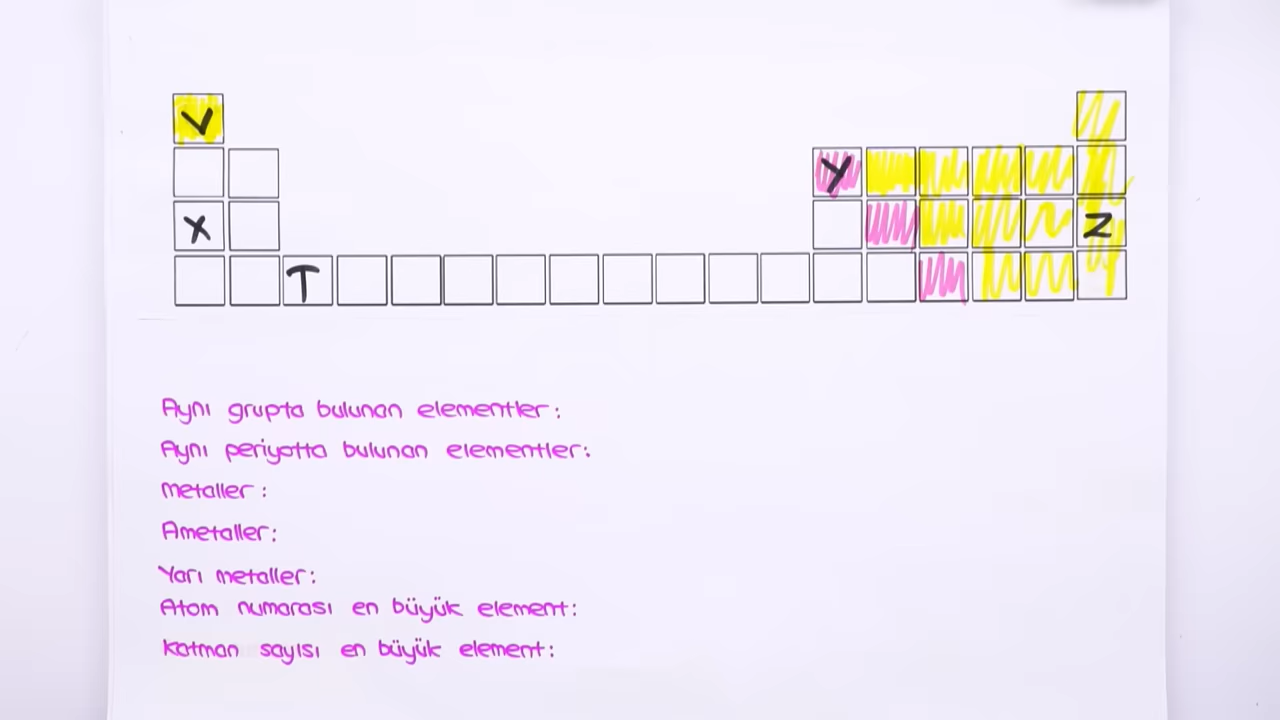 V
Y
X
Z
T
Aynı grupta bulunan elementler:
Aynı periyotta bulunan elementler:
Metaller:
Ametaller:
Yarı metaller:
Atom numarası en büyük element:
Katman sayısı en büyük element: